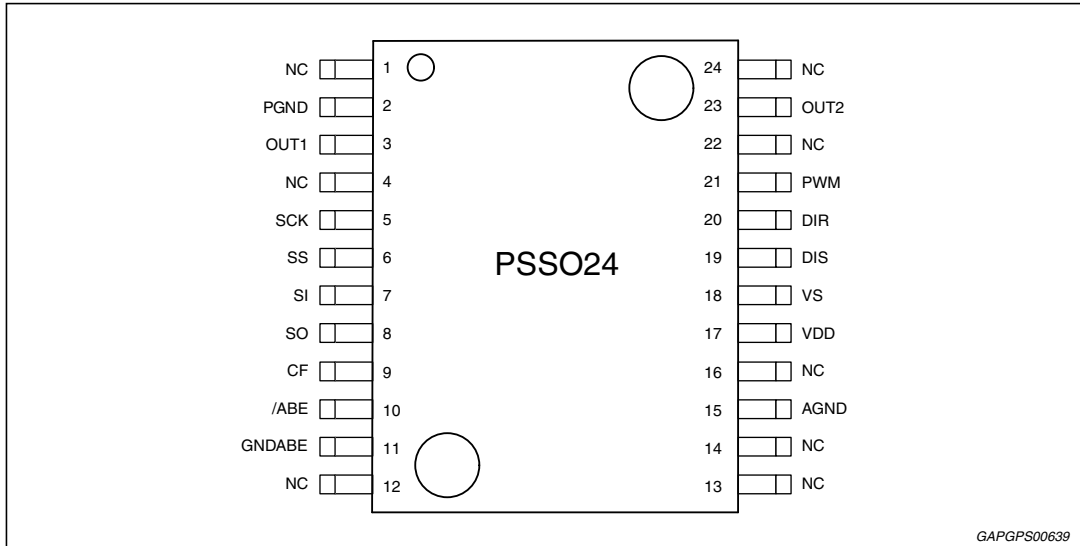 NC 1 24 NC
PGND 2 23 OUT2
OUT1 3 22 NC
NC 4 21 PWM
SCK 5 20 DIR
SS 6 19 DIS
PSSO24
SI 7 18 VS
SO 8 17 VDD
CF 9 16 NC
/ABE 10 15 AGND
GNDABE 11 14 NC
NC 12 13 NC
GAPGPS00639